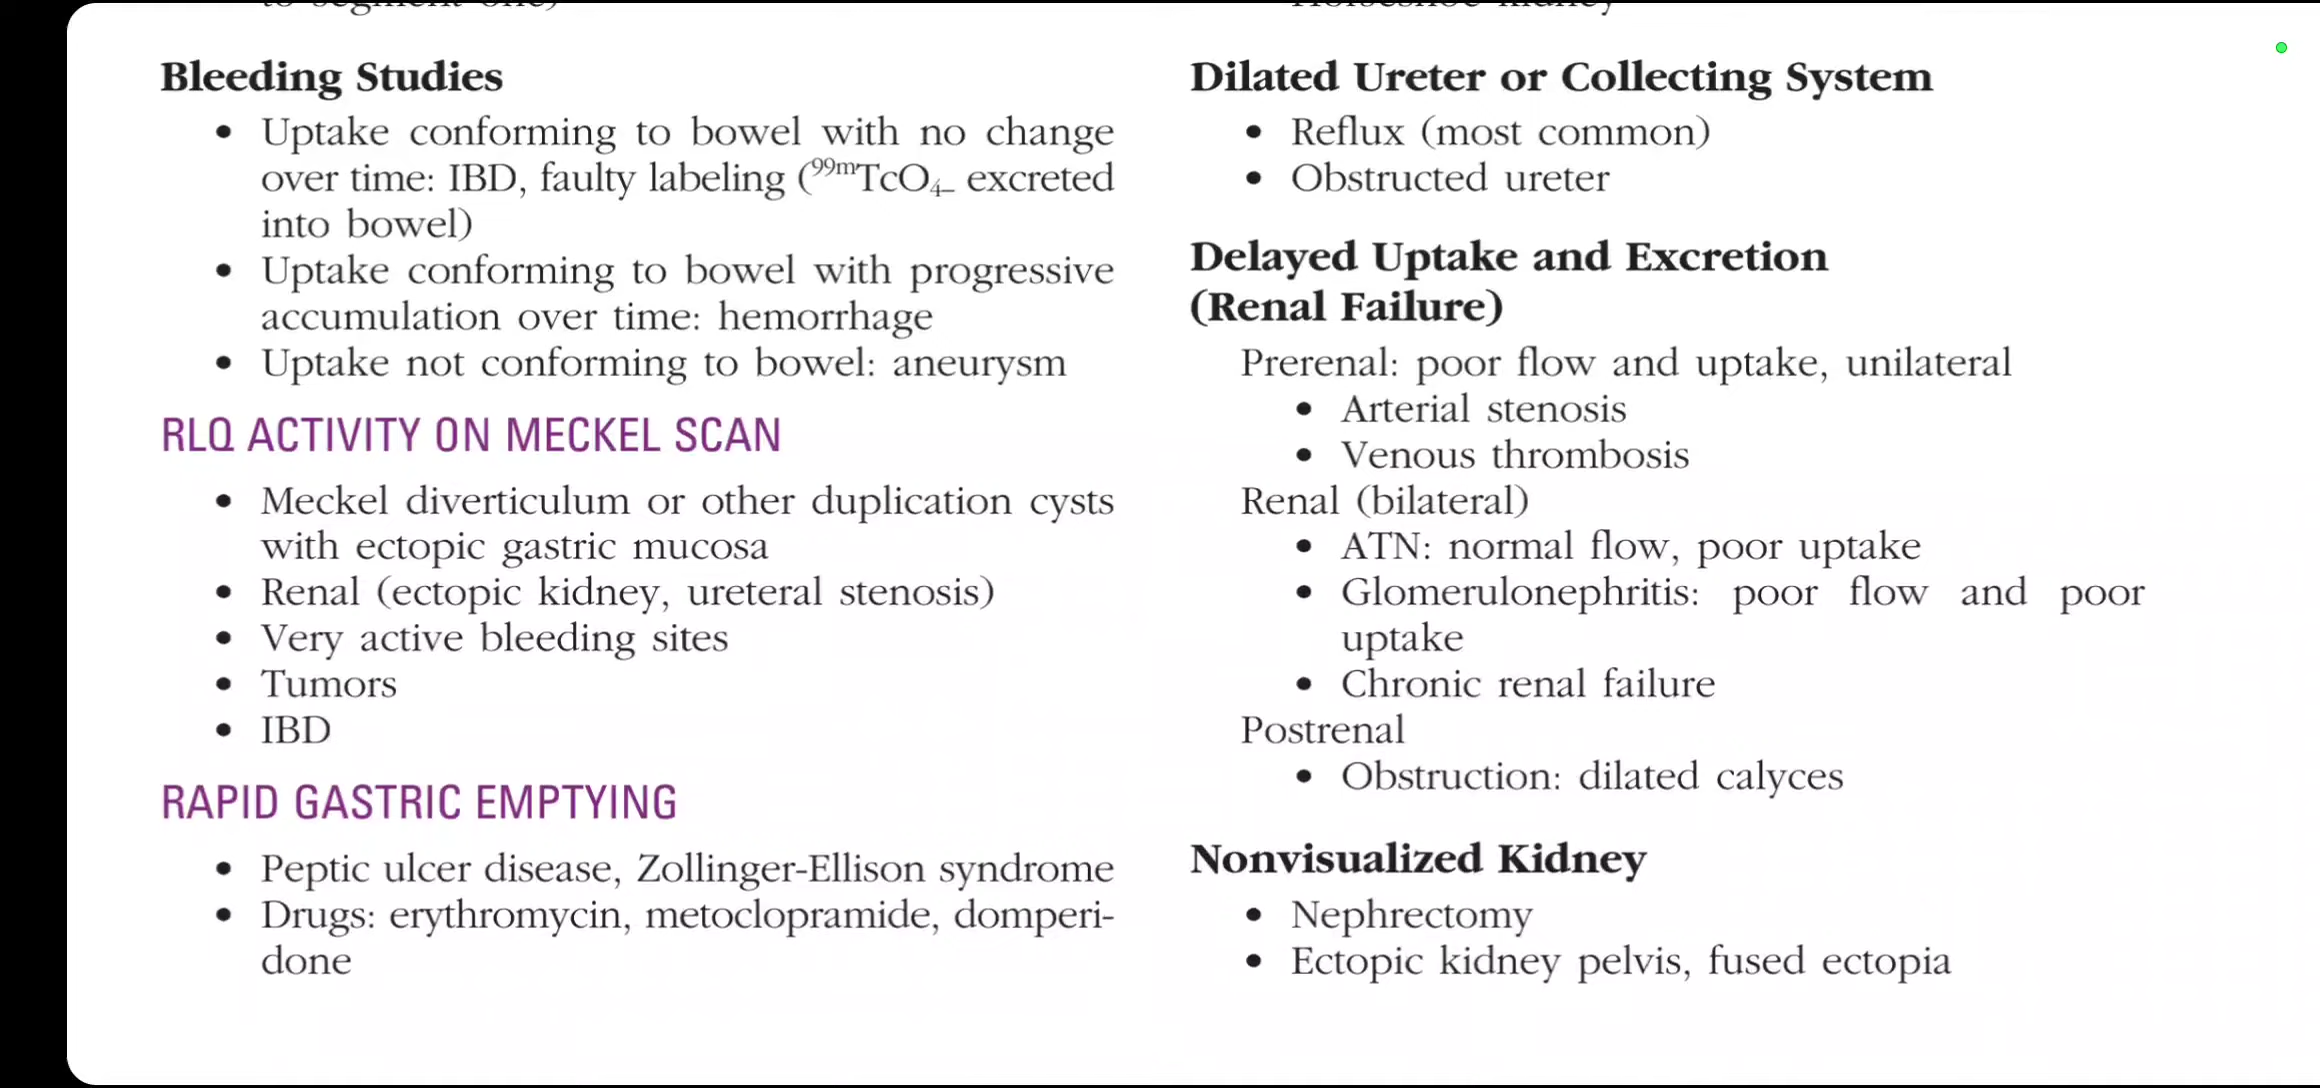 to segment one)
Bleeding Studies
• Uptake conforming to bowel with no change
over time: IBD, faulty labeling (⁹⁹ᵐTcO₄₋ excreted
into bowel)
• Uptake conforming to bowel with progressive
accumulation over time: hemorrhage
• Uptake not conforming to bowel: aneurysm
RLQ ACTIVITY ON MECKEL SCAN
• Meckel diverticulum or other duplication cysts
with ectopic gastric mucosa
• Renal (ectopic kidney, ureteral stenosis)
• Very active bleeding sites
• Tumors
• IBD
RAPID GASTRIC EMPTYING
• Peptic ulcer disease, Zollinger-Ellison syndrome
• Drugs: erythromycin, metoclopramide, domperi-
done
Horseshoe kidney
Dilated Ureter or Collecting System
• Reflux (most common)
• Obstructed ureter
Delayed Uptake and Excretion
(Renal Failure)
Prerenal: poor flow and uptake, unilateral
• Arterial stenosis
• Venous thrombosis
Renal (bilateral)
• ATN: normal flow, poor uptake
• Glomerulonephritis: poor flow and poor
uptake
• Chronic renal failure
Postrenal
• Obstruction: dilated calyces
Nonvisualized Kidney
• Nephrectomy
• Ectopic kidney pelvis, fused ectopia